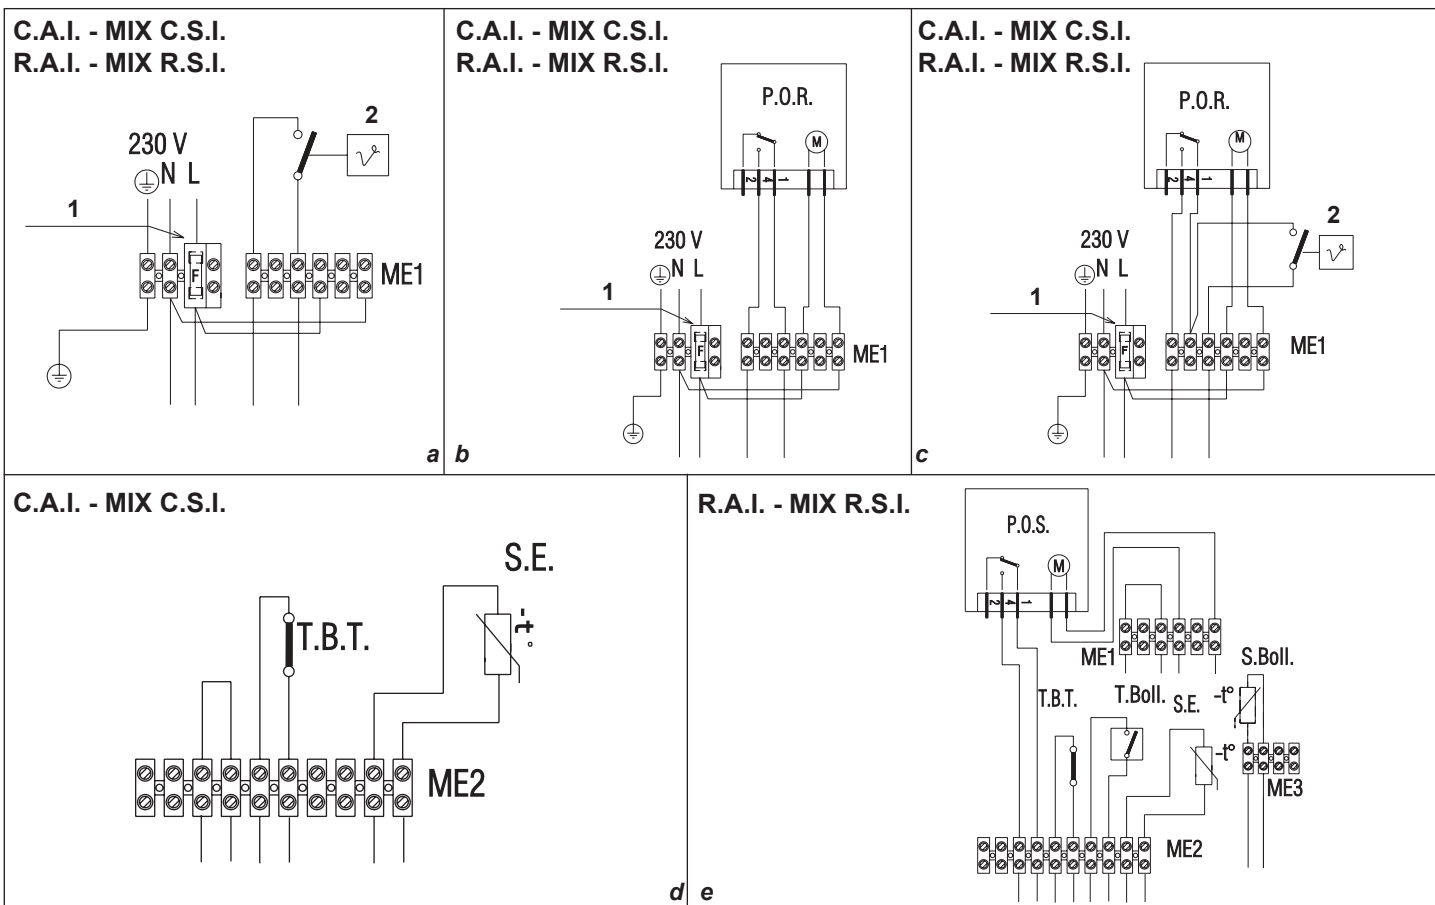 C.A.I. - MIX C.S.I.
R.A.I. - MIX R.S.I.
2
230 V
N L
1
F
ME1
a
C.A.I. - MIX C.S.I.
R.A.I. - MIX R.S.I.
P.O.R.
M
2 4 1
230 V
N L
1
F
ME1
b
C.A.I. - MIX C.S.I.
R.A.I. - MIX R.S.I.
P.O.R.
M
2 4 1
2
230 V
N L
1
F
ME1
c
C.A.I. - MIX C.S.I.
S.E.
-t°
T.B.T.
ME2
d
R.A.I. - MIX R.S.I.
P.O.S.
M
2 4 1
ME1
S.Boll.
-t°
T.B.T.
T.Boll.
S.E.
-t°
ME3
ME2
e